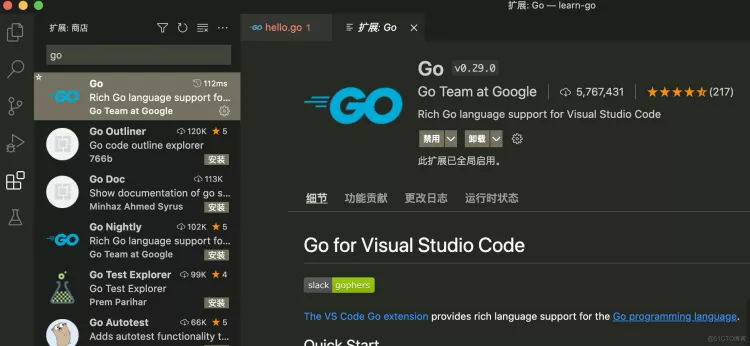 扩展: Go — learn-go
扩展: 商店
hello.go 1
扩展: Go
go
Go
112ms
Rich Go language support fo...
Go Team at Google
Go Outliner
120K
5
Go code outline explorer
766b
安装
Go Doc
113K
Show documentation of go s...
Minhaz Ahmed Syrus
安装
Go Nightly
102K
5
Rich Go language support fo...
Go Team at Google
安装
Go Test Explorer
99K
4
Prem Parihar
安装
Go Autotest
66K
5
Adds autotest functionality t...
GO
Go
v0.29.0
Go Team at Google
5,767,431
(217)
Rich Go language support for Visual Studio Code
禁用
卸载
此扩展已全局启用。
细节
功能贡献
更改日志
运行时状态
Go for Visual Studio Code
slack gophers
The VS Code Go extension provides rich language support for the Go programming language.
Quick Start
@51CTO博客